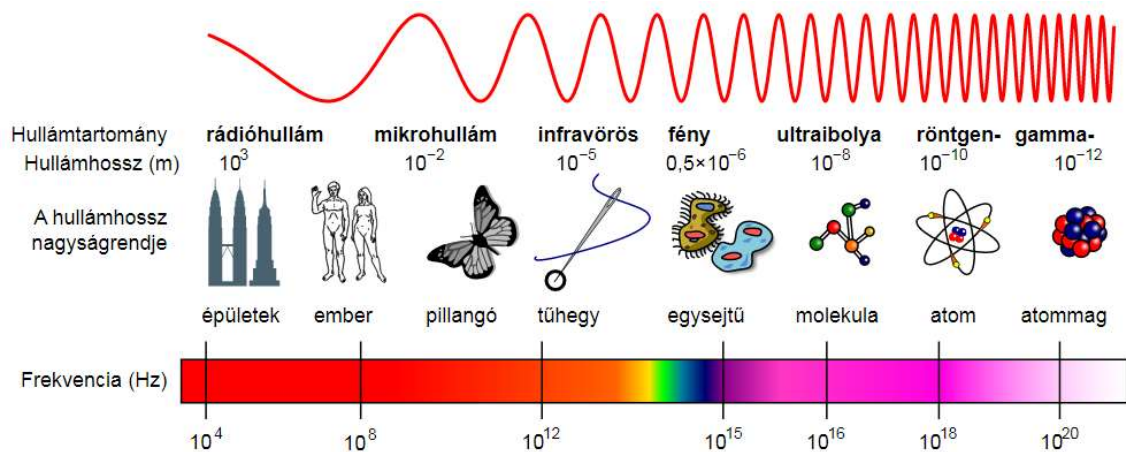 Hullámtartomány rádióhullám mikrohullám infravörös fény ultraibolya röntgen- gamma-
Hullámhossz (m) 10³ 10⁻² 10⁻⁵ 0,5×10⁻⁶ 10⁻⁸ 10⁻¹⁰ 10⁻¹²
A hullámhossz
nagyságrendje
épületek ember pillangó tűhegy egysejtű molekula atom atommag
Frekvencia (Hz)
10⁴ 10⁸ 10¹² 10¹⁵ 10¹⁶ 10¹⁸ 10²⁰